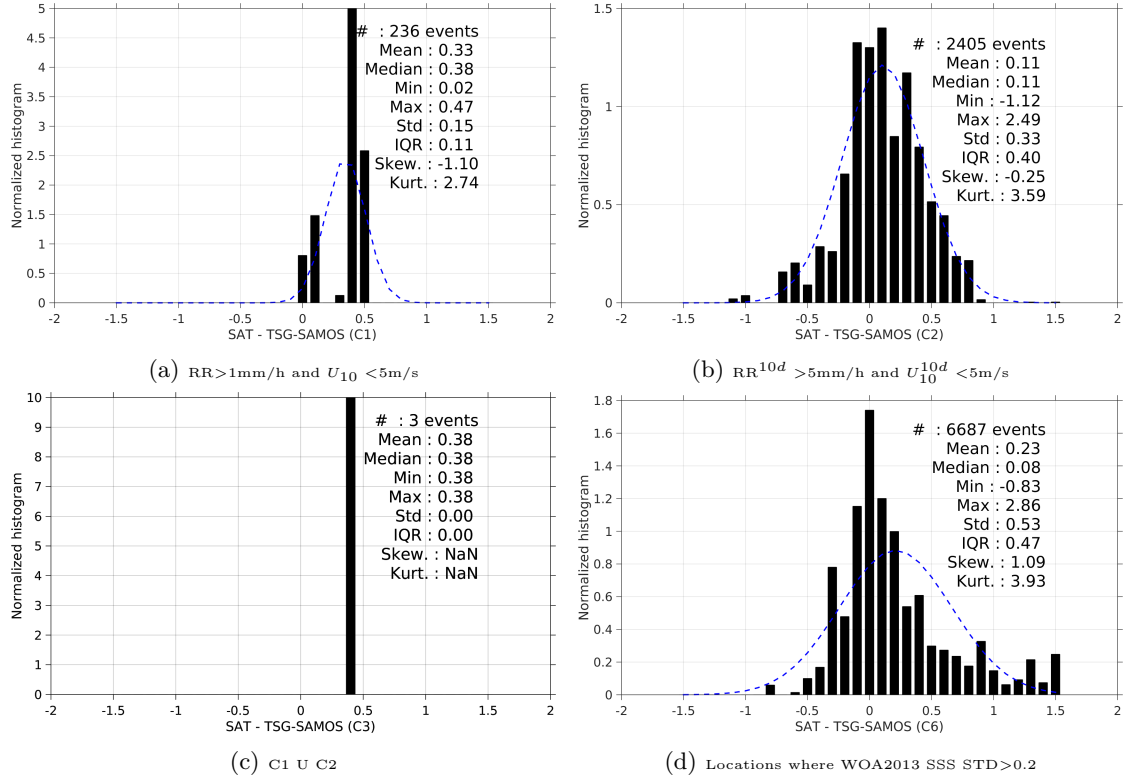 5
4.5
4
3.5
3
2.5
2
1.5
1
0.5
0
Normalized histogram
# : 236 events
Mean : 0.33
Median : 0.38
Min : 0.02
Max : 0.47
Std : 0.15
IQR : 0.11
Skew. : -1.10
Kurt. : 2.74
-2 -1.5 -1 -0.5 0 0.5 1 1.5 2
SAT - TSG-SAMOS (C1)
(a) RR>1mm/h and U10 <5m/s
1.5
1
0.5
0
Normalized histogram
# : 2405 events
Mean : 0.11
Median : 0.11
Min : -1.12
Max : 2.49
Std : 0.33
IQR : 0.40
Skew. : -0.25
Kurt. : 3.59
-2 -1.5 -1 -0.5 0 0.5 1 1.5 2
SAT - TSG-SAMOS (C2)
(b) RR^10d >5mm/h and U10^10d <5m/s
10
9
8
7
6
5
4
3
2
1
0
Normalized histogram
# : 3 events
Mean : 0.38
Median : 0.38
Min : 0.38
Max : 0.38
Std : 0.00
IQR : 0.00
Skew. : NaN
Kurt. : NaN
-2 -1.5 -1 -0.5 0 0.5 1 1.5 2
SAT - TSG-SAMOS (C3)
(c) C1 U C2
1.8
1.6
1.4
1.2
1
0.8
0.6
0.4
0.2
0
Normalized histogram
# : 6687 events
Mean : 0.23
Median : 0.08
Min : -0.83
Max : 2.86
Std : 0.53
IQR : 0.47
Skew. : 1.09
Kurt. : 3.93
-2 -1.5 -1 -0.5 0 0.5 1 1.5 2
SAT - TSG-SAMOS (C6)
(d) Locations where WOA2013 SSS STD>0.2